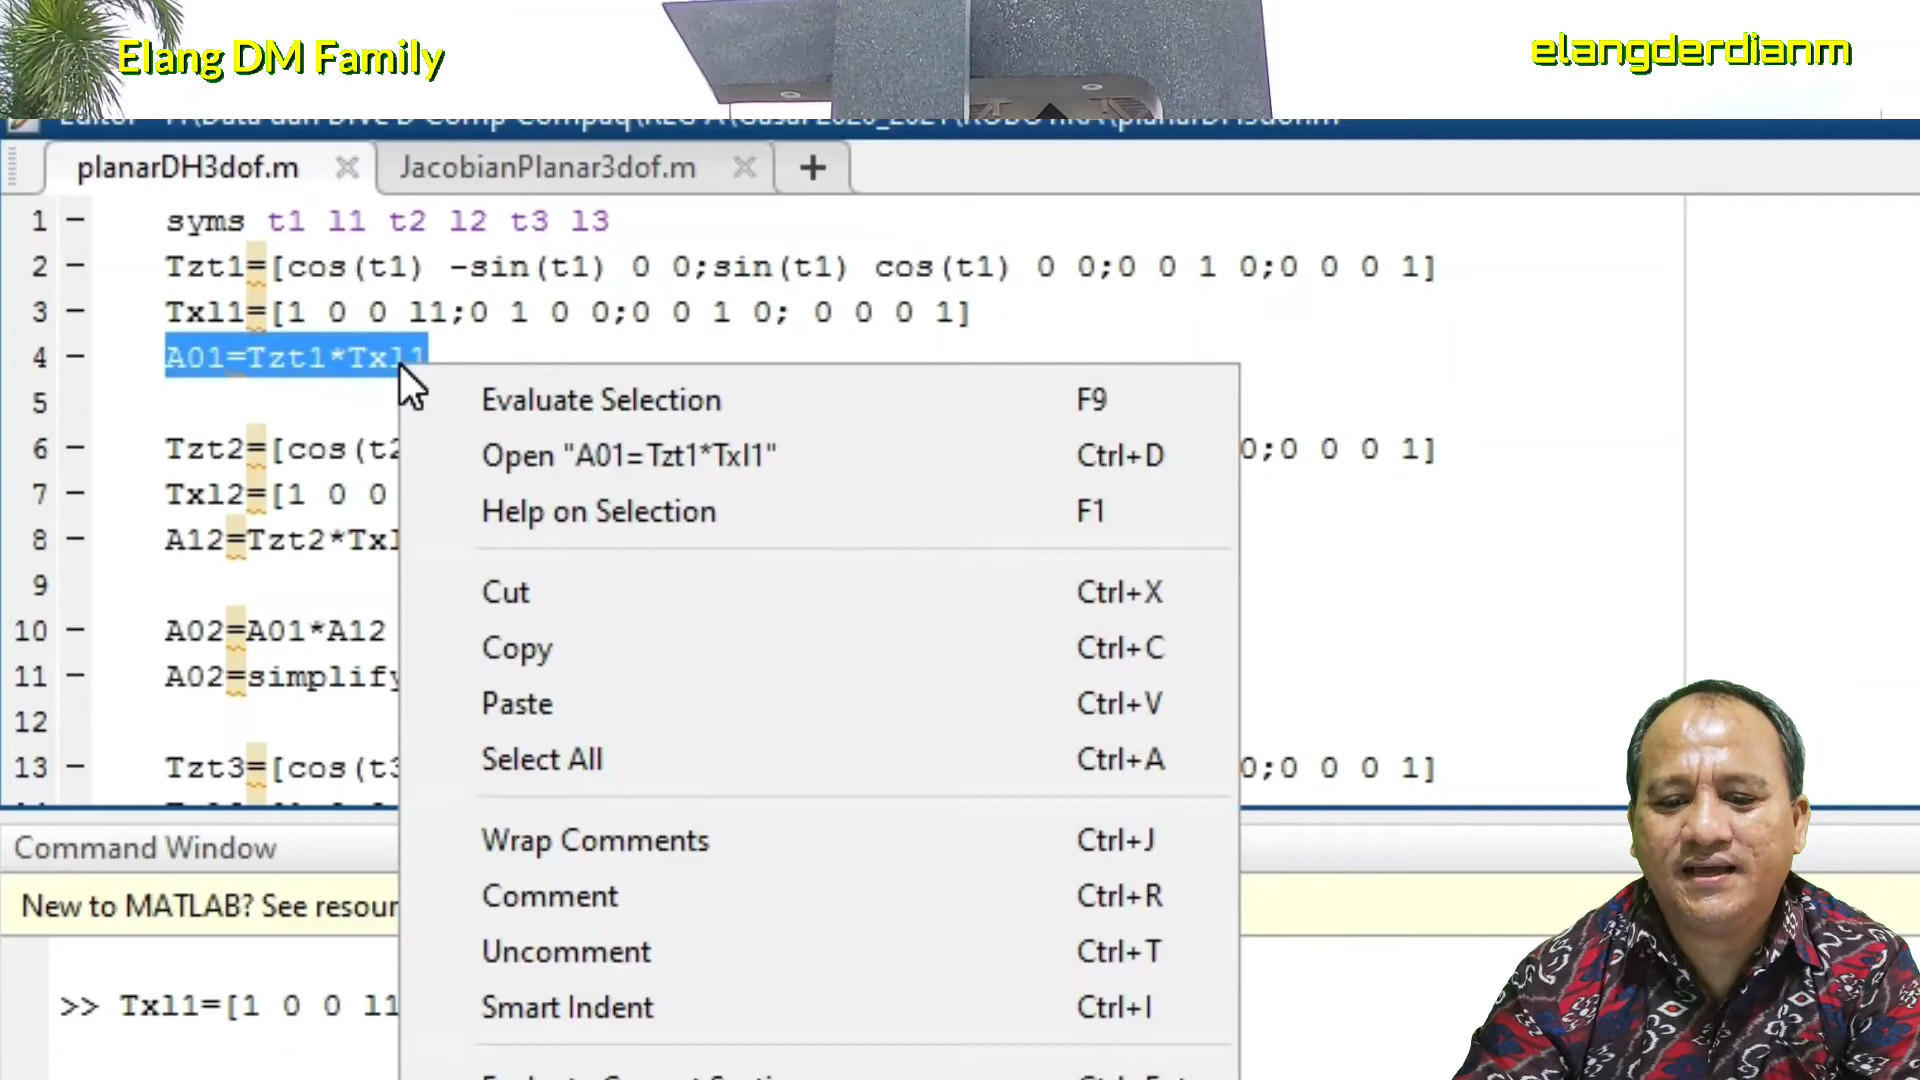 Elang DM Family
elangderdianm
planarDH3dof.m
JacobianPlanar3dof.m
1 syms t1 l1 t2 l2 t3 l3
2 Tzt1=[cos(t1) -sin(t1) 0 0;sin(t1) cos(t1) 0 0;0 0 1 0;0 0 0 1]
3 Txl1=[1 0 0 l1;0 1 0 0;0 0 1 0; 0 0 0 1]
4 A01=Tzt1*Txl1
5
6 Tzt2=[cos(t2 0;0 0 0 1]
7 Txl2=[1 0 0
8 A12=Tzt2*Txl
9
10 A02=A01*A12
11 A02=simplify
12
13 Tzt3=[cos(t3 0;0 0 0 1]
Evaluate Selection F9
Open "A01=Tzt1*Txl1" Ctrl+D
Help on Selection F1
Cut Ctrl+X
Copy Ctrl+C
Paste Ctrl+V
Select All Ctrl+A
Wrap Comments Ctrl+J
Comment Ctrl+R
Uncomment Ctrl+T
Smart Indent Ctrl+I
Command Window
New to MATLAB? See resour
>> Txl1=[1 0 0 l1